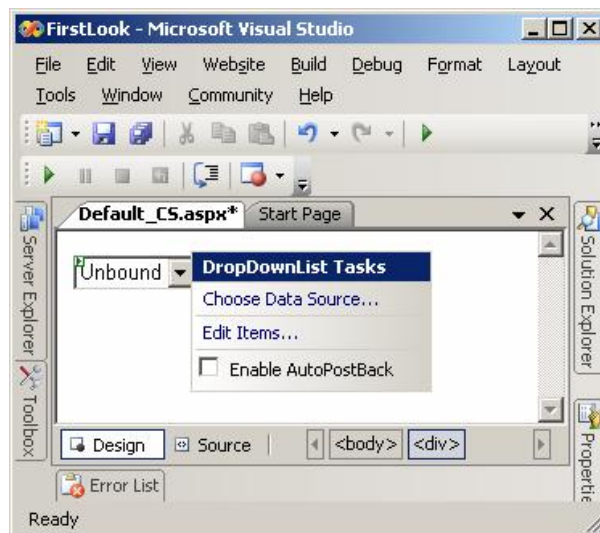 FirstLook - Microsoft Visual Studio
File Edit View Website Build Debug Format Layout
Tools Window Community Help
Default_CS.aspx* Start Page
Server Explorer
Toolbox
Unbound
DropDownList Tasks
Choose Data Source...
Edit Items...
Enable AutoPostBack
Solution Explorer
Propertie
Design Source <body> <div>
Error List
Ready